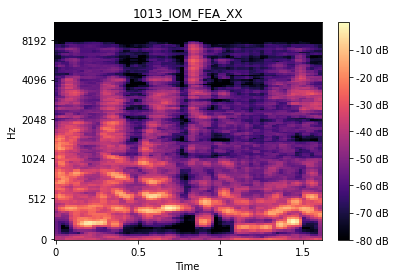 1013_IOM_FEA_XX
8192
4096
2048
1024
512
0
Hz
0
0.5
1
1.5
Time
-10 dB
-20 dB
-30 dB
-40 dB
-50 dB
-60 dB
-70 dB
-80 dB